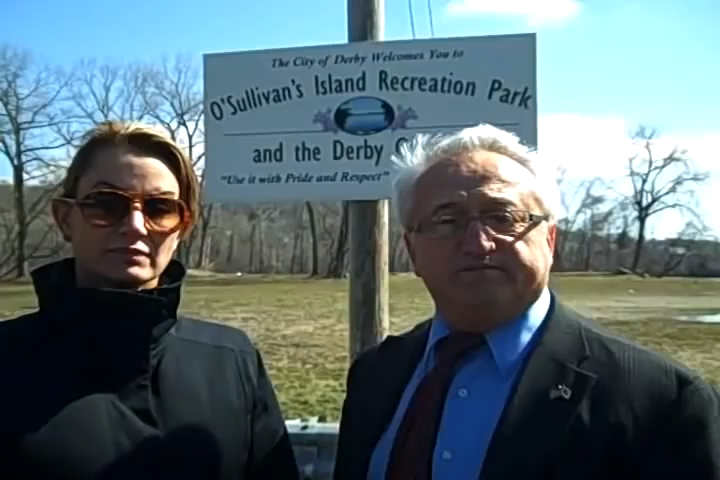 The City of Derby Welcomes You to
O'Sullivan's Island Recreation Park
and the Derby
"Use it with Pride and Respect"